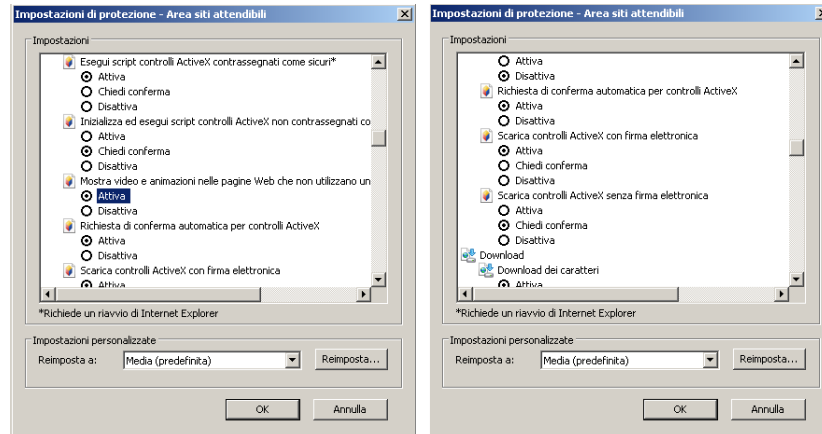 Impostazioni di protezione - Area siti attendibili
Impostazioni
Esegui script controlli ActiveX contrassegnati come sicuri*
Attiva
Chiedi conferma
Disattiva
Inizializza ed esegui script controlli ActiveX non contrassegnati co
Attiva
Chiedi conferma
Disattiva
Mostra video e animazioni nelle pagine Web che non utilizzano un
Attiva
Disattiva
Richiesta di conferma automatica per controlli ActiveX
Attiva
Disattiva
Scarica controlli ActiveX con firma elettronica
Attiva
*Richiede un riavvio di Internet Explorer
Impostazioni personalizzate
Reimposta a:
Media (predefinita)
Reimposta...
OK
Annulla
Impostazioni di protezione - Area siti attendibili
Impostazioni
Attiva
Disattiva
Richiesta di conferma automatica per controlli ActiveX
Attiva
Disattiva
Scarica controlli ActiveX con firma elettronica
Attiva
Chiedi conferma
Disattiva
Scarica controlli ActiveX senza firma elettronica
Attiva
Chiedi conferma
Disattiva
Download
Download dei caratteri
Attiva
*Richiede un riavvio di Internet Explorer
Impostazioni personalizzate
Reimposta a:
Media (predefinita)
Reimposta...
OK
Annulla